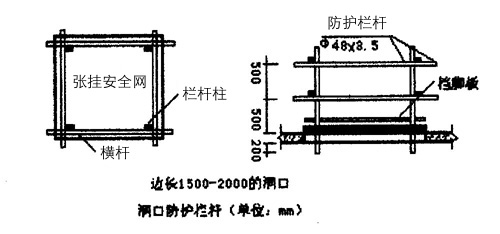 防护栏杆
Φ48X3.5
张挂安全网
500
栏杆柱
挡脚板
500
横杆
200
边长1500-2000的洞口
洞口防护栏杆（单位：mm）